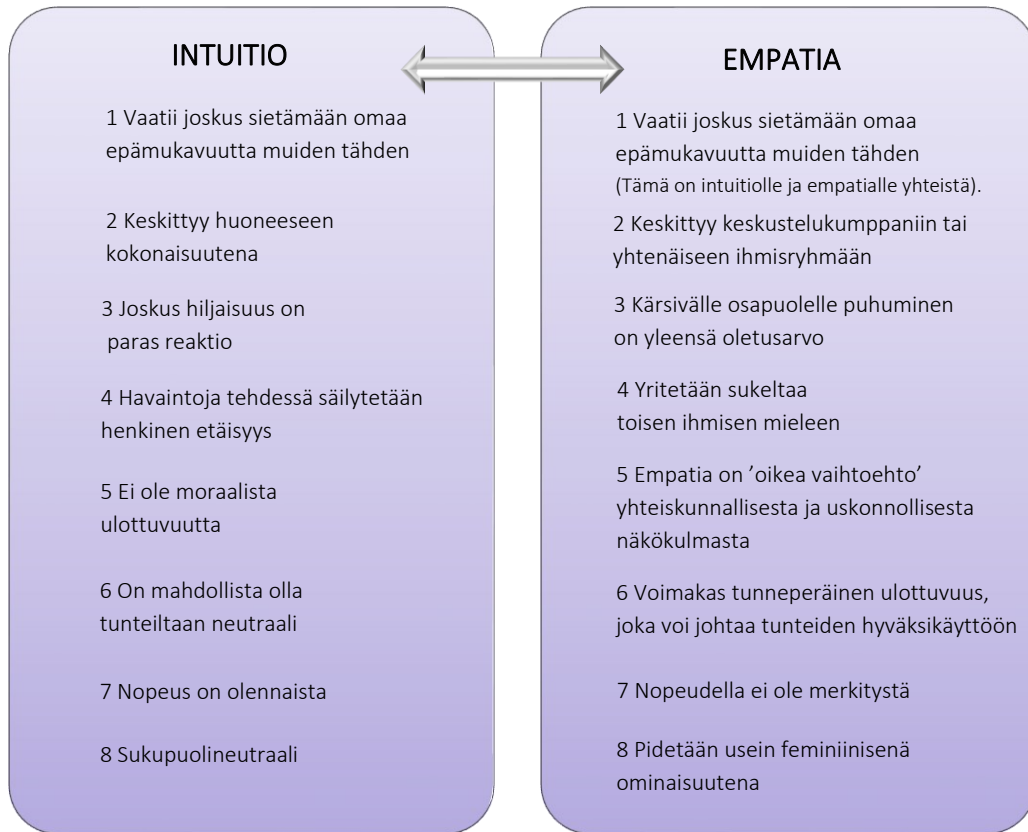 INTUITIO
1 Vaatii joskus sietämään omaa
epämukavuutta muiden tähden
2 Keskittyy huoneeseen
kokonaisuutena
3 Joskus hiljaisuus on
paras reaktio
4 Havaintoja tehdessä säilytetään
henkinen etäisyys
5 Ei ole moraalista
ulottuvuutta
6 On mahdollista olla
tunteiltaan neutraali
7 Nopeus on olennaista
8 Sukupuolineutraali
EMPATIA
1 Vaatii joskus sietämään omaa
epämukavuutta muiden tähden
(Tämä on intuitiolle ja empatialle yhteistä).
2 Keskittyy keskustelukumppaniin tai
yhtenäiseen ihmisryhmään
3 Kärsivälle osapuolelle puhuminen
on yleensä oletusarvo
4 Yritetään sukeltaa
toisen ihmisen mieleen
5 Empatia on ’oikea vaihtoehto’
yhteiskunnallisesta ja uskonnollisesta
näkökulmasta
6 Voimakas tunneperäinen ulottuvuus,
joka voi johtaa tunteiden hyväksikäyttöön
7 Nopeudella ei ole merkitystä
8 Pidetään usein feminiinisenä
ominaisuutena